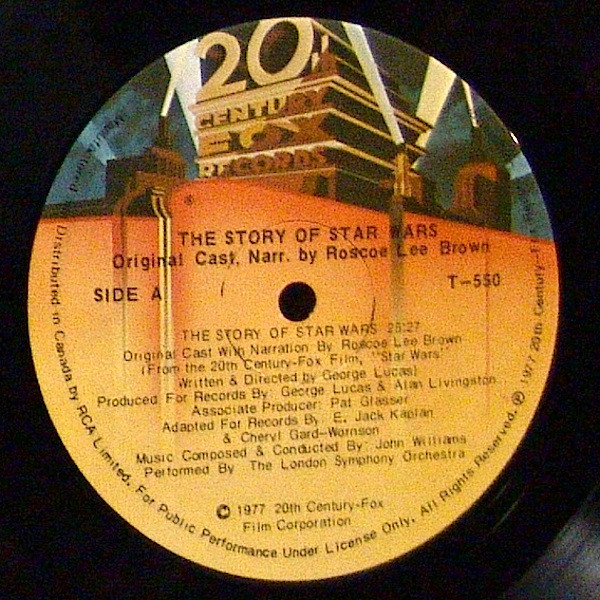 20th
CENTURY
FOX
RECORDS
®
THE STORY OF STAR WARS
Original Cast, Narr. by Roscoe Lee Brown
SIDE A
T-550
THE STORY OF STAR WARS 25:27
Original Cast With Narration By Roscoe Lee Brown
(From the 20th Century-Fox Film, "Star Wars"
Written & Directed by George Lucas)
Produced For Records By: George Lucas & Alan Livingston
Associate Producer: Pat Glasser
Adapted For Records By E. Jack Kaplan
& Cheryl Gard-Wornson
Music Composed & Conducted By: John Williams
Performed By The London Symphony Orchestra
© 1977 20th Century-Fox
Film Corporation
Distributed in Canada by RCA Limited. For Public Performance Under License Only. All Rights Reserved. ℗ 1977 20th Century-F